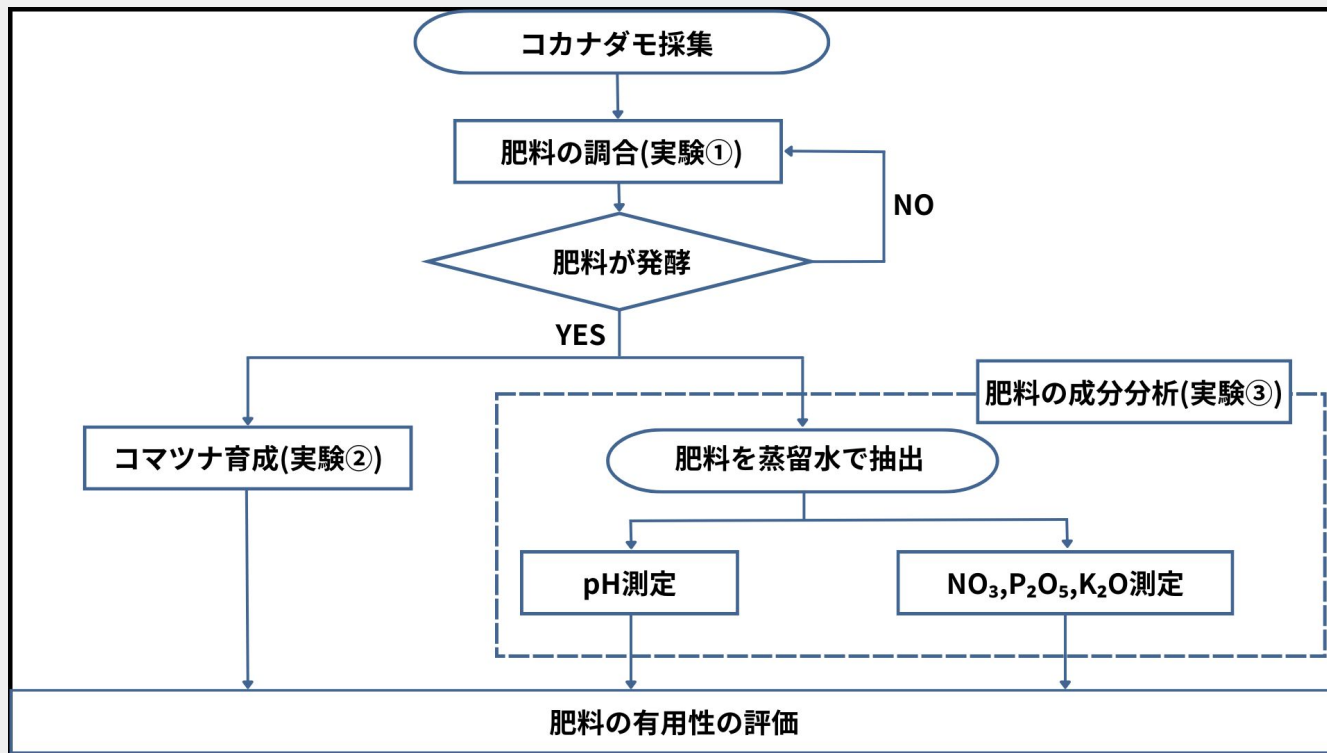 コカナダモ採集
肥料の調合(実験①)
NO
肥料が発酵
YES
肥料の成分分析(実験③)
コマツナ育成(実験②)
肥料を蒸留水で抽出
pH測定
NO₃,P₂O₅,K₂O測定
肥料の有用性の評価